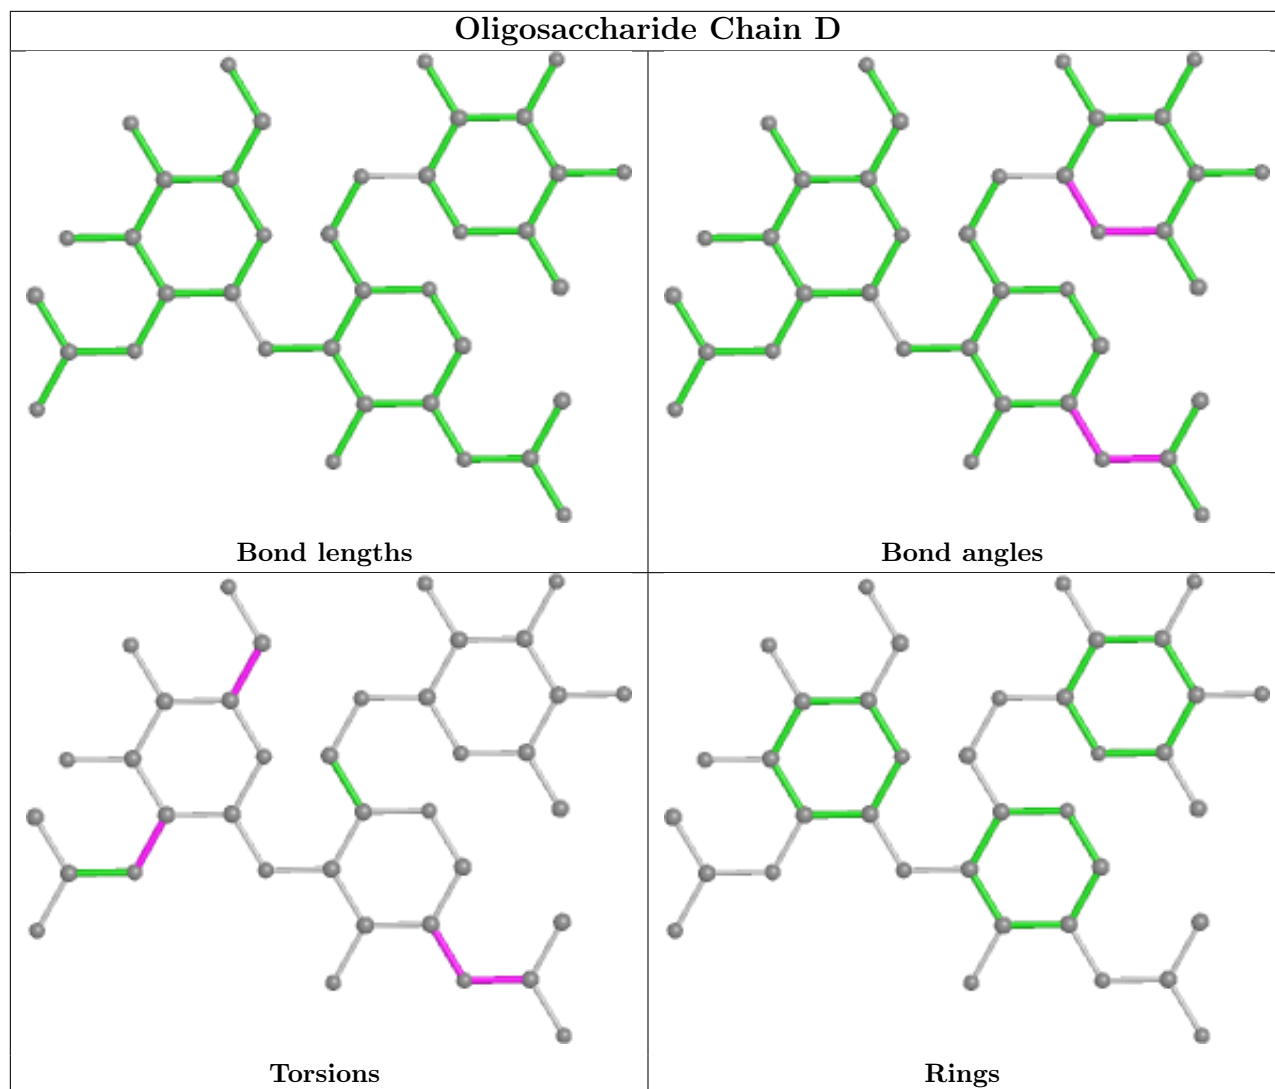 Oligosaccharide Chain D
Bond lengths
Bond angles
Torsions
Rings